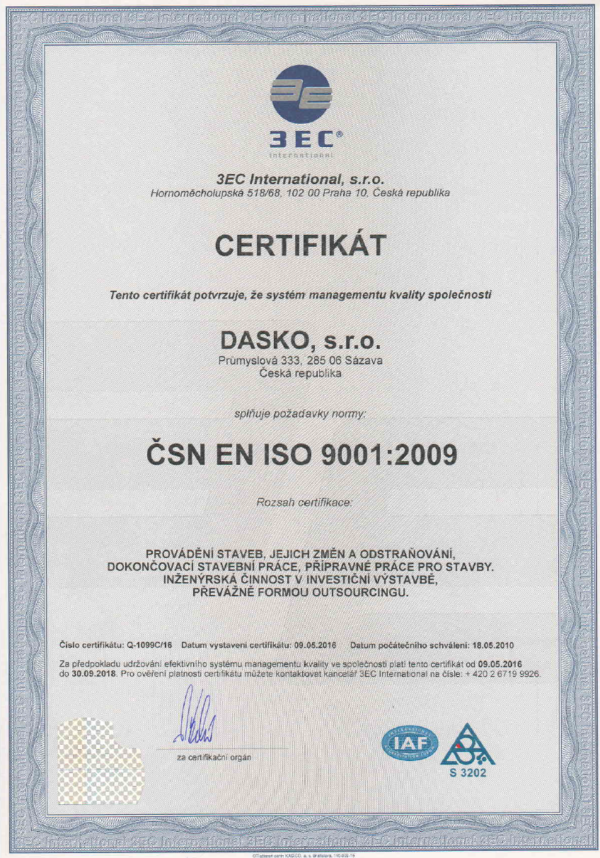 3EC®
International
3EC International, s.r.o.
Hornoměcholupská 518/68, 102 00 Praha 10, Česká republika
CERTIFIKÁT
Tento certifikát potvrzuje, že systém managementu kvality společnosti
DASKO, s.r.o.
Průmyslová 333, 285 06 Sázava
Česká republika
splňuje požadavky normy:
ČSN EN ISO 9001:2009
Rozsah certifikace:
PROVÁDĚNÍ STAVEB, JEJICH ZMĚN A ODSTRAŇOVÁNÍ,
DOKONČOVACÍ STAVEBNÍ PRÁCE, PŘÍPRAVNÉ PRÁCE PRO STAVBY.
INŽENÝRSKÁ ČINNOST V INVESTIČNÍ VÝSTAVBĚ,
PŘEVÁŽNĚ FORMOU OUTSORCINGU.
Číslo certifikátu: Q-1099C/16 Datum vystavení certifikátu: 09.05.2016 Datum počátečního schválení: 18.05.2010
Za předpokladu udržování efektivního systému managementu kvality ve společnosti platí tento certifikát od 09.05.2016
do 30.09.2018. Pro ověření platnosti certifikátu můžete kontaktovat kancelář 3EC International na čísle: + 420 2 6719 9926.
za certifikační orgán
IAF
S 3202